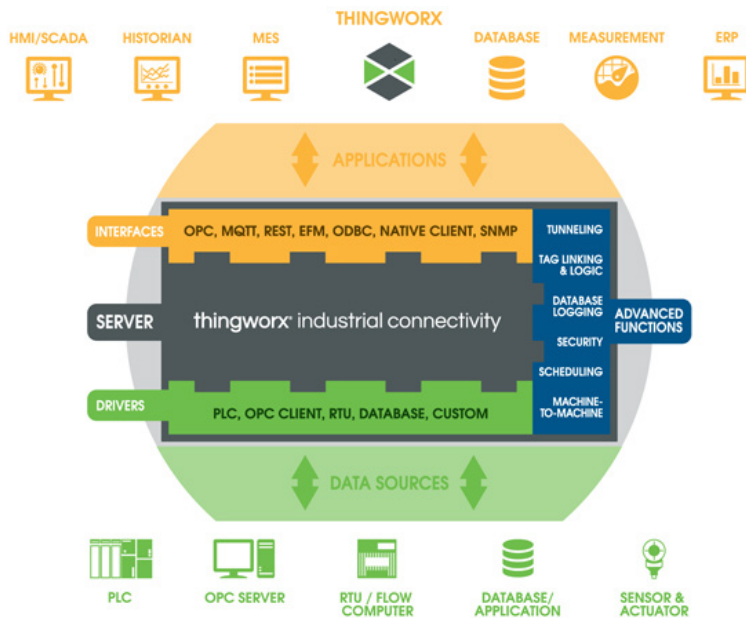 THINGWORX
HMI/SCADA
HISTORIAN
MES
DATABASE
MEASUREMENT
ERP
APPLICATIONS
INTERFACES
OPC, MQTT, REST, EFM, ODBC, NATIVE CLIENT, SNMP
TUNNELING
TAG LINKING
& LOGIC
SERVER
thingworx® industrial connectivity
DATABASE
LOGGING
ADVANCED
FUNCTIONS
SECURITY
SCHEDULING
DRIVERS
PLC, OPC CLIENT, RTU, DATABASE, CUSTOM
MACHINE-
TO-MACHINE
DATA SOURCES
PLC
OPC SERVER
RTU / FLOW
COMPUTER
DATABASE/
APPLICATION
SENSOR &
ACTUATOR